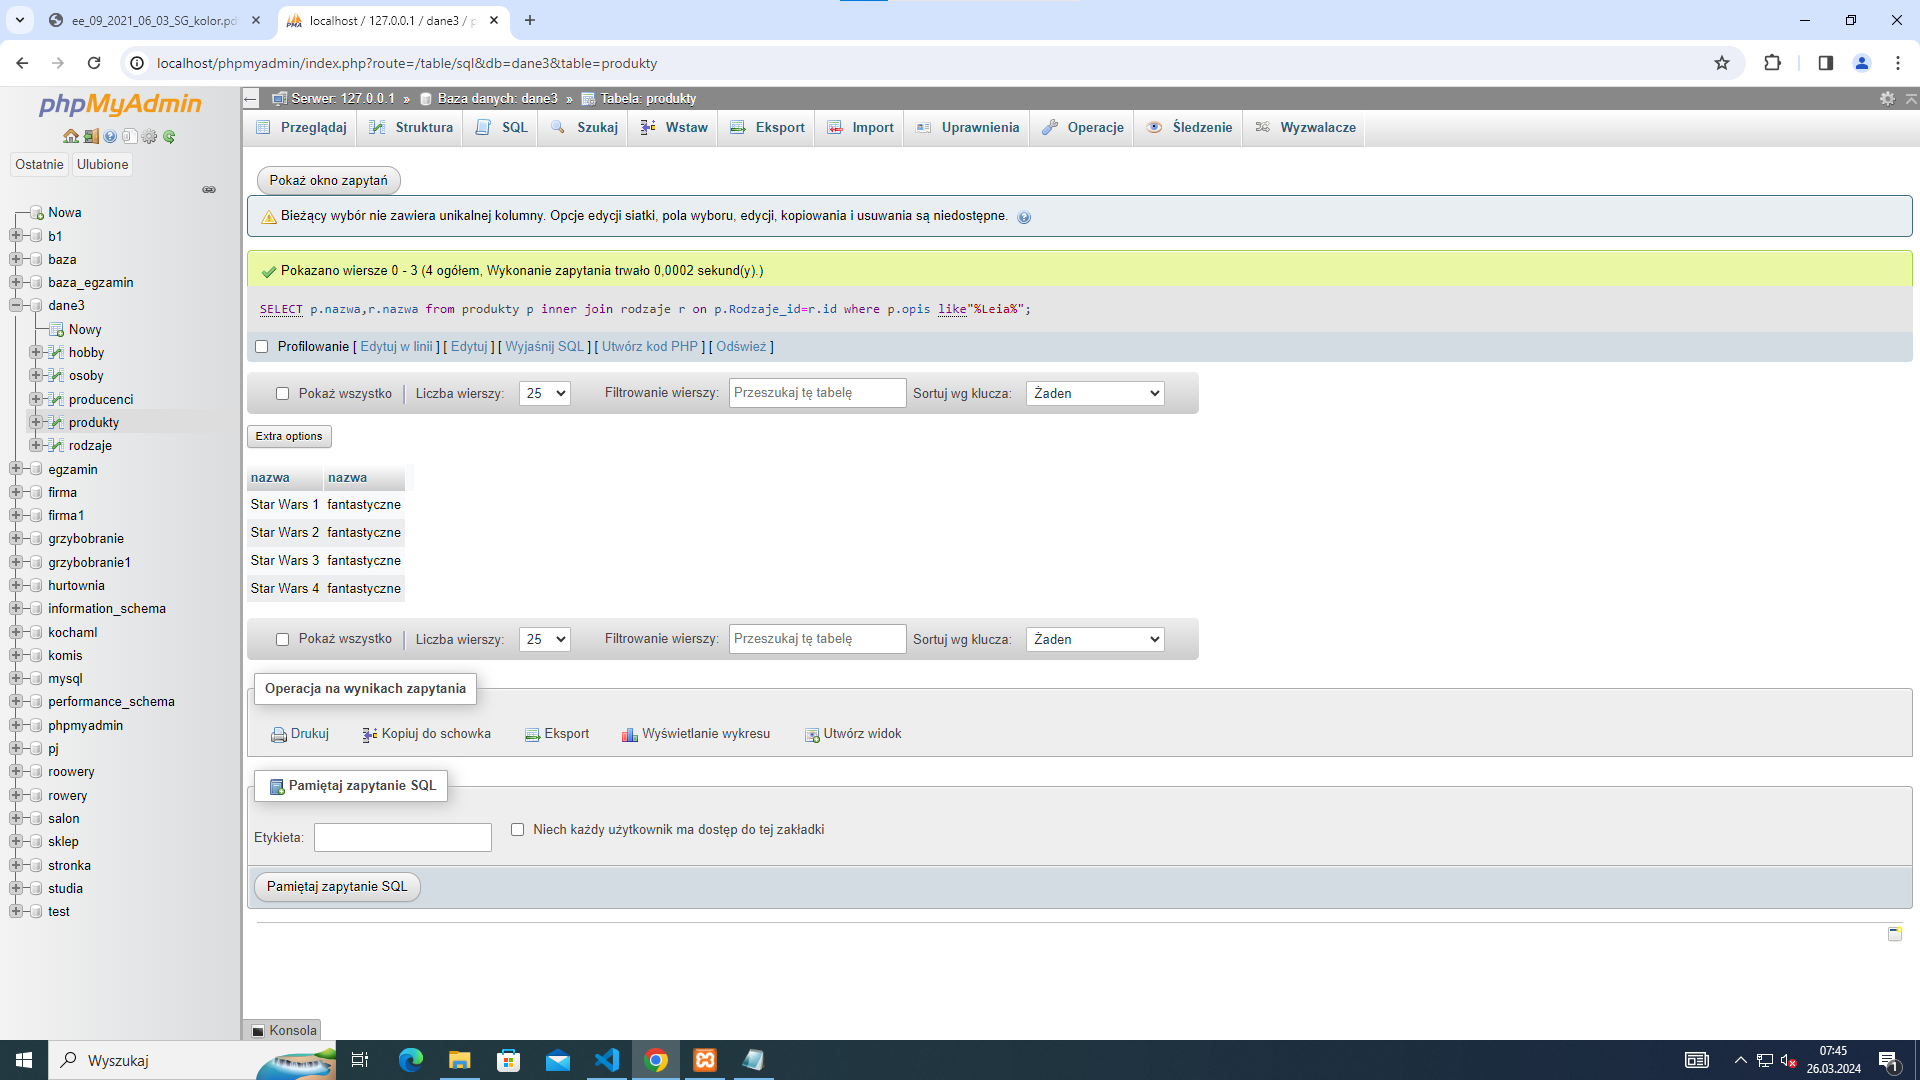 ee_09_2021_06_03_SG_kolor.pd
localhost / 127.0.0.1 / dane3 / p
localhost/phpmyadmin/index.php?route=/table/sql&db=dane3&table=produkty
phpMyAdmin
Ostatnie Ulubione
Nowa
b1
baza
baza_egzamin
dane3
Nowy
hobby
osoby
producenci
produkty
rodzaje
egzamin
firma
firma1
grzybobranie
grzybobranie1
hurtownia
information_schema
kochaml
komis
mysql
performance_schema
phpmyadmin
pj
roowery
rowery
salon
sklep
stronka
studia
test
Serwer: 127.0.0.1 » Baza danych: dane3 » Tabela: produkty
Przeglądaj Struktura SQL Szukaj Wstaw Eksport Import Uprawnienia Operacje Śledzenie Wyzwalacze
Pokaż okno zapytań
Bieżący wybór nie zawiera unikalnej kolumny. Opcje edycji siatki, pola wyboru, edycji, kopiowania i usuwania są niedostępne.
Pokazano wiersze 0 - 3 (4 ogółem, Wykonanie zapytania trwało 0,0002 sekund(y).)
SELECT p.nazwa,r.nazwa from produkty p inner join rodzaje r on p.Rodzaje_id=r.id where p.opis like"%Leia%";
Profilowanie [ Edytuj w linii ] [ Edytuj ] [ Wyjaśnij SQL ] [ Utwórz kod PHP ] [ Odśwież ]
Pokaż wszystko Liczba wierszy: 25 Filtrowanie wierszy: Przeszukaj tę tabelę Sortuj wg klucza: Żaden
Extra options
nazwa nazwa
Star Wars 1 fantastyczne
Star Wars 2 fantastyczne
Star Wars 3 fantastyczne
Star Wars 4 fantastyczne
Pokaż wszystko Liczba wierszy: 25 Filtrowanie wierszy: Przeszukaj tę tabelę Sortuj wg klucza: Żaden
Operacja na wynikach zapytania
Drukuj Kopiuj do schowka Eksport Wyświetlanie wykresu Utwórz widok
Pamiętaj zapytanie SQL
Etykieta: Niech każdy użytkownik ma dostęp do tej zakładki
Pamiętaj zapytanie SQL
Konsola
Wyszukaj
07:45
26.03.2024
1